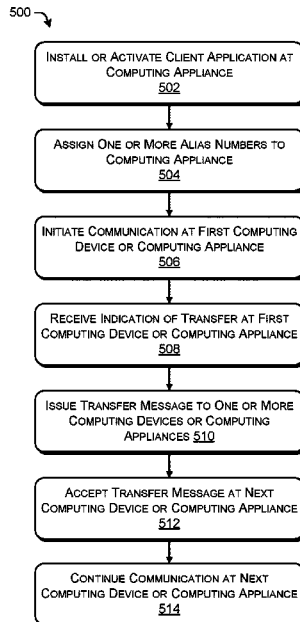 500
INSTALL OR ACTIVATE CLIENT APPLICATION AT
COMPUTING APPLIANCE
502
ASSIGN ONE OR MORE ALIAS NUMBERS TO
COMPUTING APPLIANCE
504
INITIATE COMMUNICATION AT FIRST COMPUTING
DEVICE OR COMPUTING APPLIANCE
506
RECEIVE INDICATION OF TRANSFER AT FIRST
COMPUTING DEVICE OR COMPUTING APPLIANCE
508
ISSUE TRANSFER MESSAGE TO ONE OR MORE
COMPUTING DEVICES OR COMPUTING
APPLIANCES 510
ACCEPT TRANSFER MESSAGE AT NEXT
COMPUTING DEVICE OR COMPUTING APPLIANCE
512
CONTINUE COMMUNICATION AT NEXT
COMPUTING DEVICE OR COMPUTING APPLIANCE
514